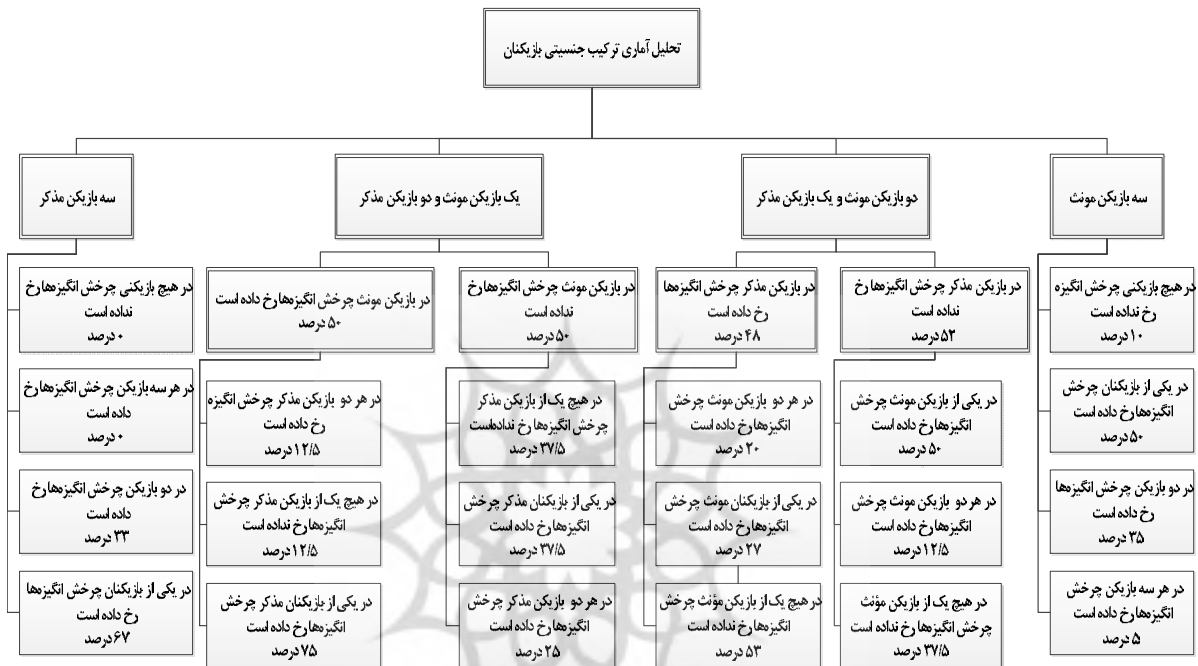 تحلیل آماری ترکیب جنسیتی بازیکنان
سه بازیکن مونث
دو بازیکن مونث و یک بازیکن مذکر
یک بازیکن مونث و دو بازیکن مذکر
سه بازیکن مذکر
در هیچ بازیکنی چرخش انگیزه
رخ نداده است
۱۰ درصد
در یکی از بازیکنان چرخش
انگیزه‌ها رخ داده است
۵۰ درصد
در دو بازیکن چرخش انگیزه‌ها
رخ داده است
۳۵ درصد
در هر سه بازیکن چرخش
انگیزه‌ها رخ داده است
۵ درصد
در بازیکن مذکر چرخش انگیزه‌ها رخ
نداده است
۵۲ درصد
در یکی از بازیکن مونث چرخش
انگیزه‌ها رخ داده است
۵۰ درصد
در هر دو بازیکن مونث چرخش
انگیزه‌ها رخ داده است
۱۲/۵ درصد
در هیچ یک از بازیکن مؤنث
چرخش انگیزه‌ها رخ نداده است
۳۷/۵ درصد
در بازیکن مذکر چرخش انگیزه‌ها
رخ داده است
۴۸ درصد
در هر دو بازیکن مونث چرخش
انگیزه‌ها رخ داده است
۲۰ درصد
در یکی از بازیکنان مونث چرخش
انگیزه‌ها رخ داده است
۲۷ درصد
در هیچ یک از بازیکن مؤنث چرخش
انگیزه‌ها رخ نداده است
۵۳ درصد
در بازیکن مونث چرخش انگیزه‌ها رخ
نداده است
۵۰ درصد
در هیچ یک از بازیکن مذکر
چرخش انگیزه‌ها رخ نداده‌است
۳۷/۵ درصد
در یکی از بازیکنان مذکر چرخش
انگیزه‌ها رخ داده است
۳۷/۵ درصد
در هر دو بازیکن مذکر چرخش
انگیزه‌ها رخ داده است
۲۵ درصد
در بازیکن مونث چرخش انگیزه‌ها رخ داده است
۵۰ درصد
در هر دو بازیکن مذکر چرخش انگیزه
رخ داده است
۱۲/۵ درصد
در هیچ یک از بازیکن مذکر چرخش
انگیزه‌ها رخ نداده است
۱۲/۵ درصد
در یکی از بازیکنان مذکر چرخش
انگیزه‌ها رخ داده است
۷۵ درصد
در هیچ بازیکنی چرخش انگیزه‌ها رخ
نداده است
۰ درصد
در هر سه بازیکن چرخش انگیزه‌ها رخ
داده است
۰ درصد
در دو بازیکن چرخش انگیزه‌ها رخ
داده است
۳۳ درصد
در یکی از بازیکنان چرخش انگیزه‌ها
رخ داده است
۶۷ درصد